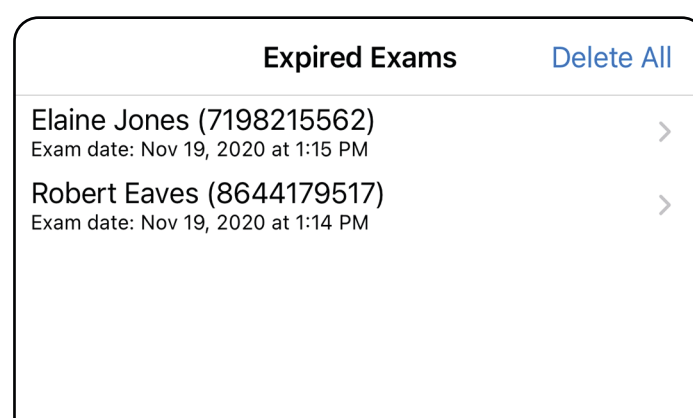 Expired Exams
Delete All
Elaine Jones (7198215562)
Exam date: Nov 19, 2020 at 1:15 PM
Robert Eaves (8644179517)
Exam date: Nov 19, 2020 at 1:14 PM